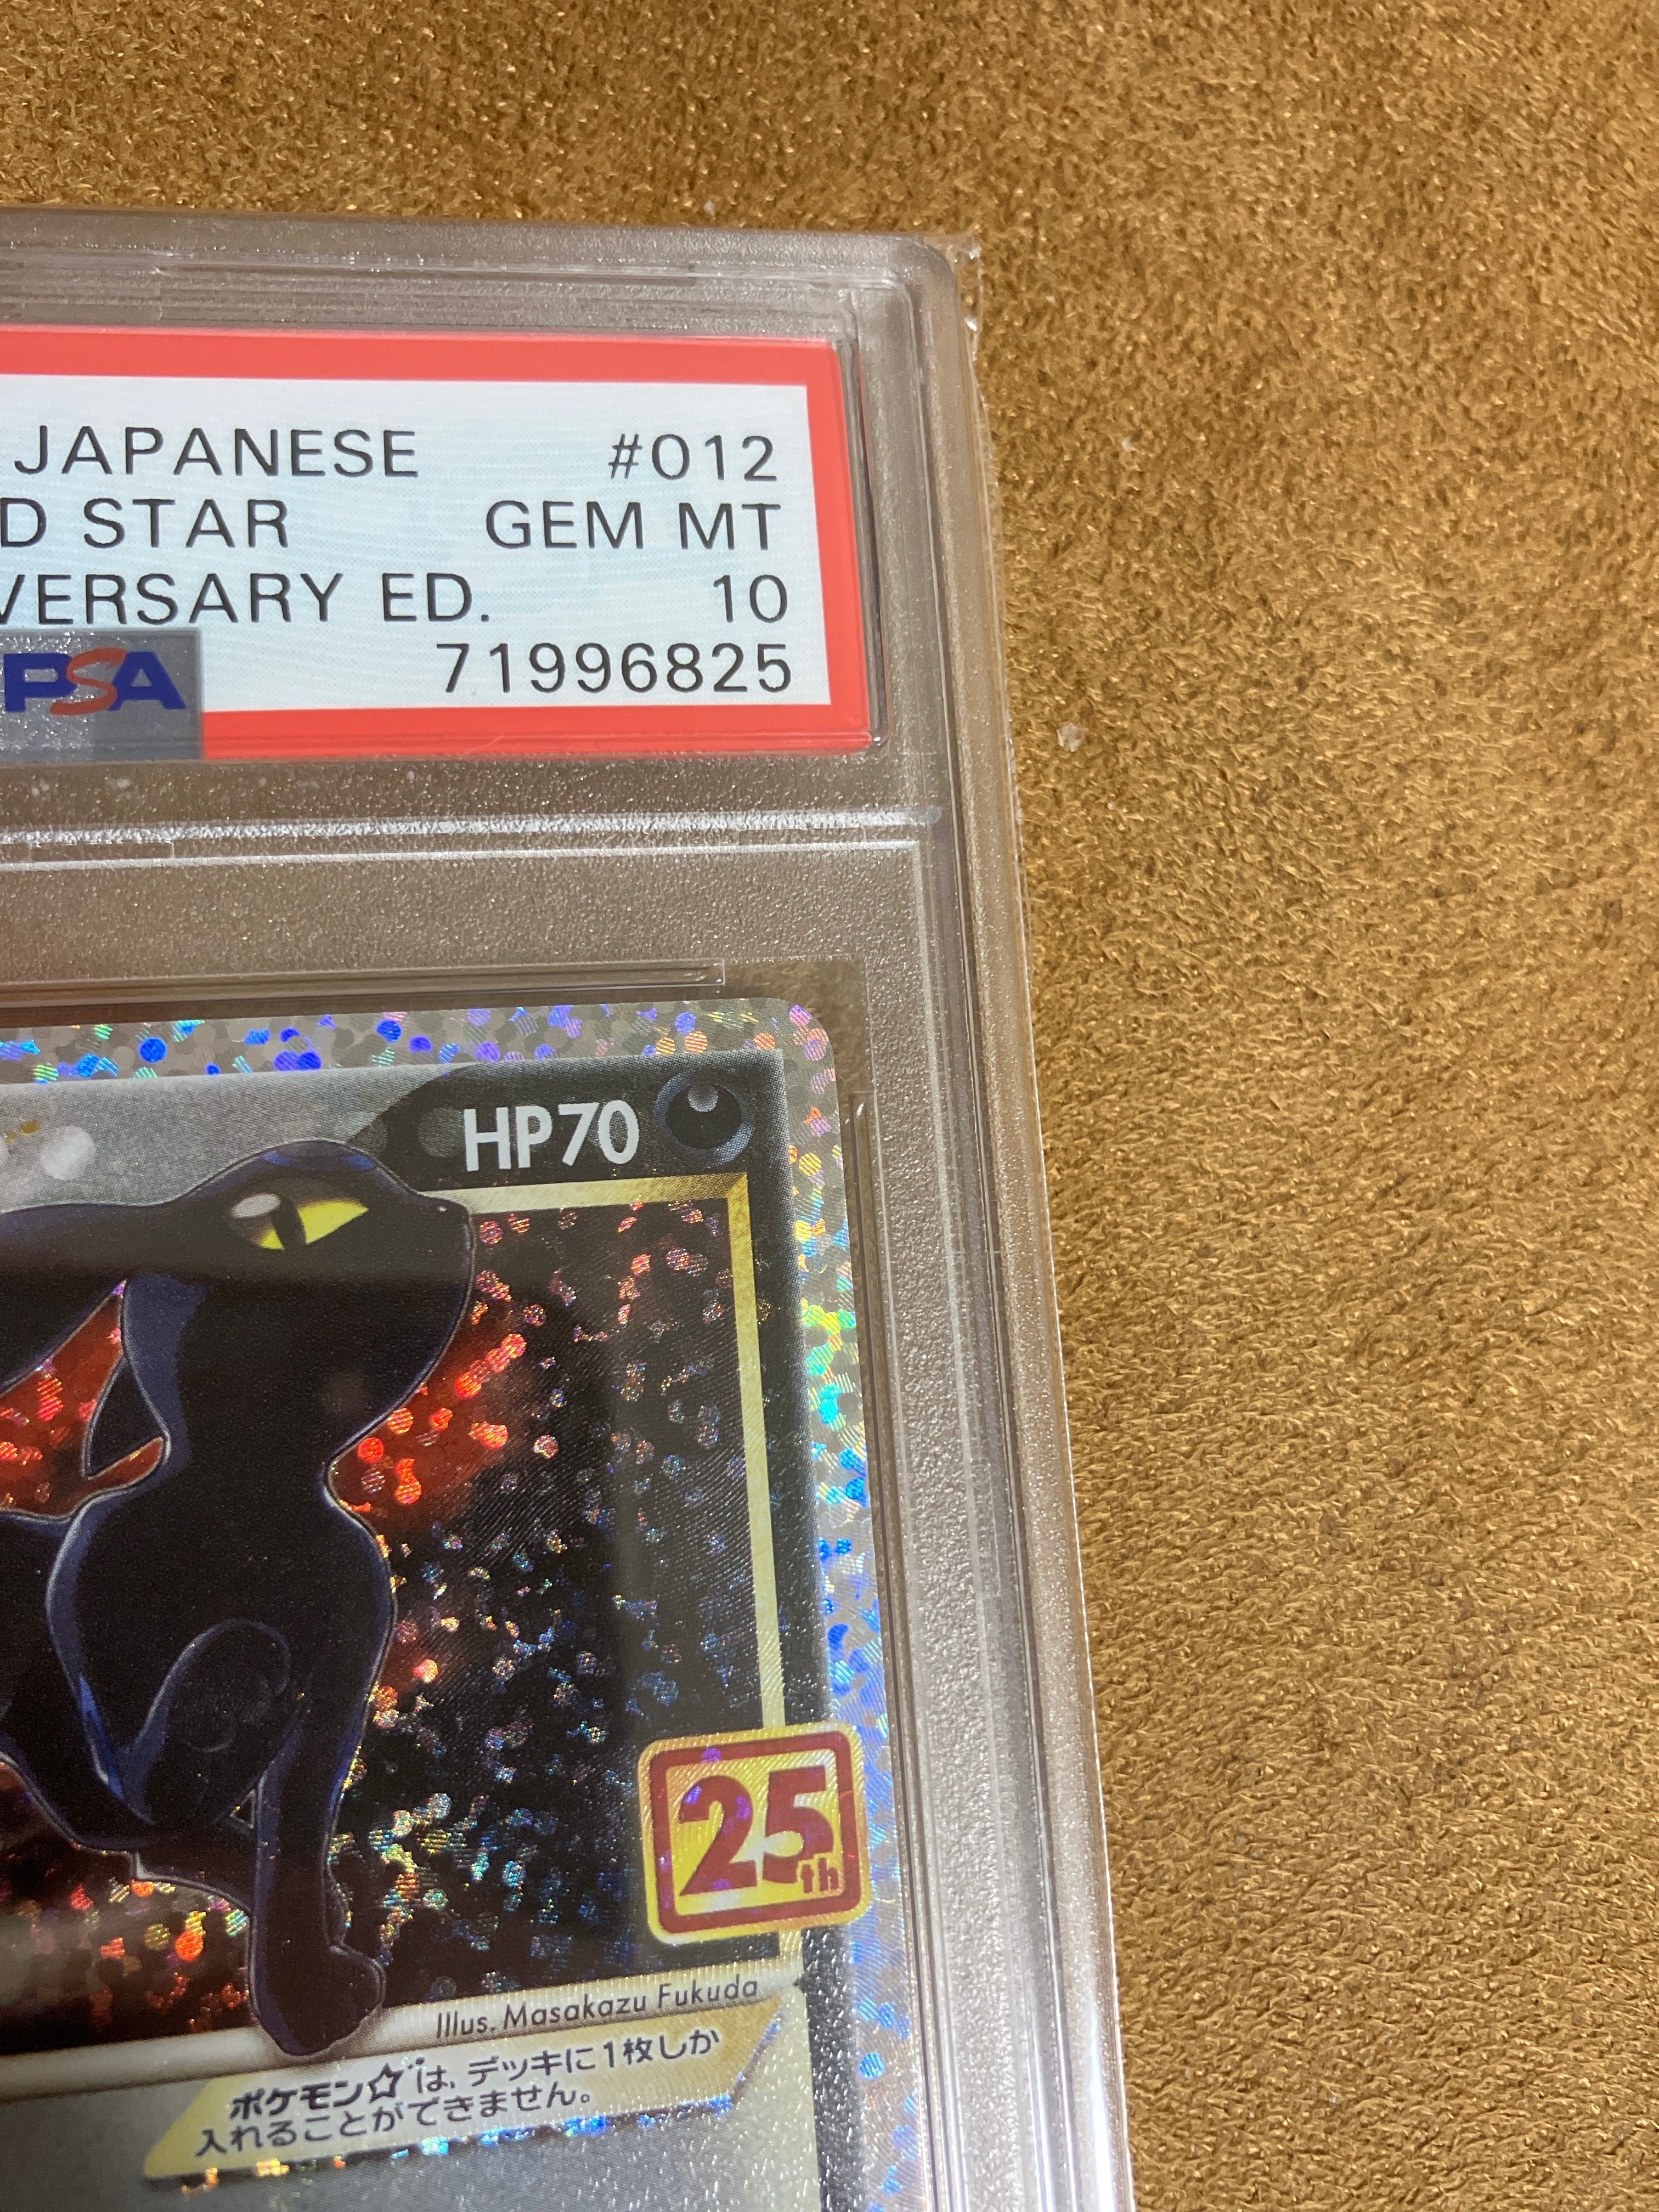 JAPANESE #012
D STAR GEM MT
VERSARY ED. 10
PSA 71996825
HP70
25th
Illus. Masakazu Fukuda
ポケモン☆は、デッキに1枚しか
入れることができません。